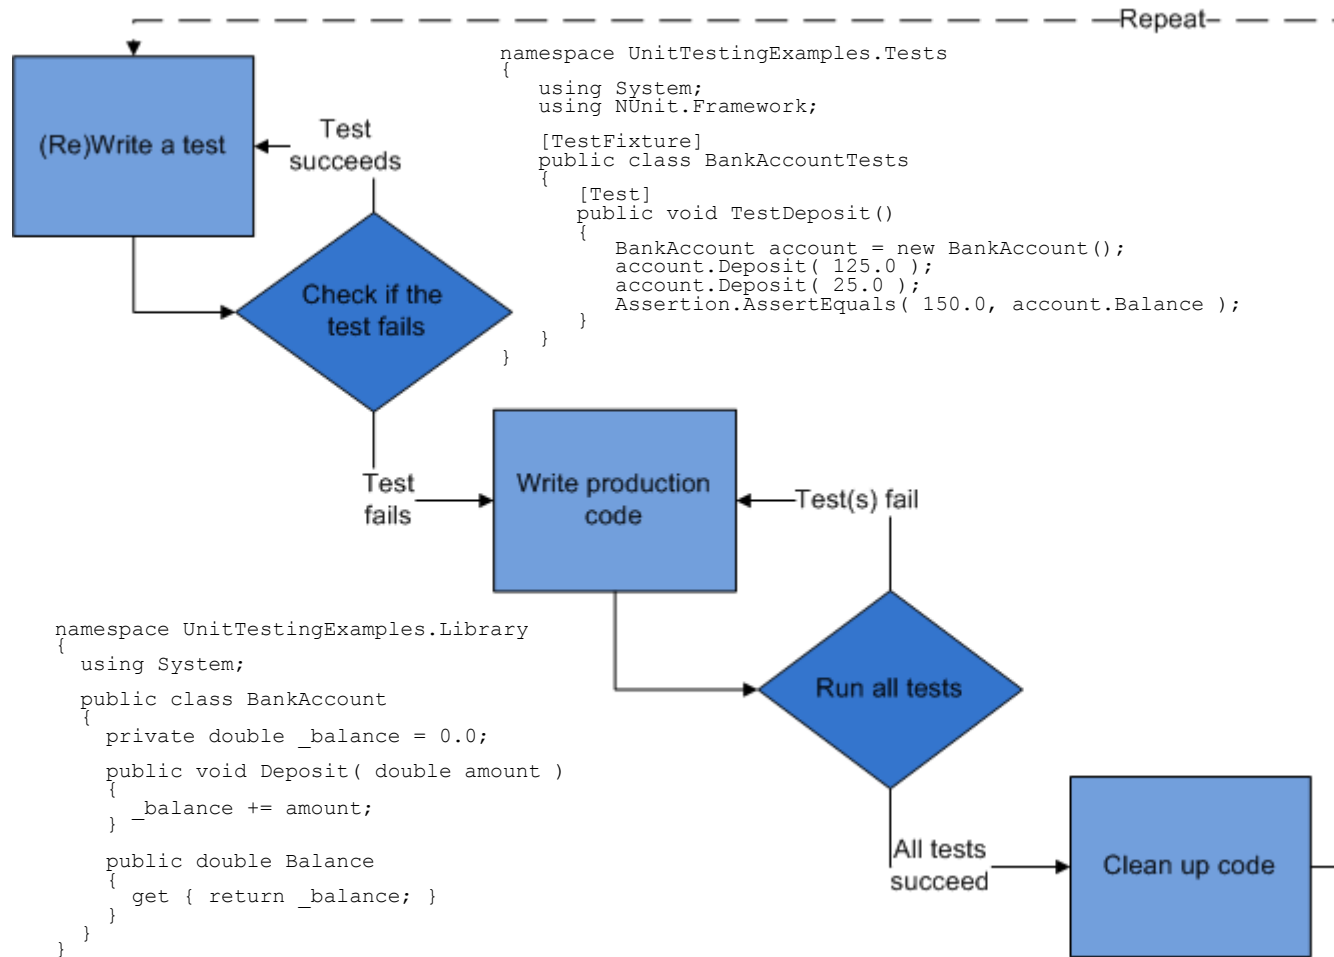 Repeat
namespace UnitTestingExamples.Tests
{
using System;
using NUnit.Framework;
[TestFixture]
public class BankAccountTests
{
[Test]
public void TestDeposit()
{
BankAccount account = new BankAccount();
account.Deposit( 125.0 );
account.Deposit( 25.0 );
Assertion.AssertEquals( 150.0, account.Balance );
}
}
}
(Re)Write a test
Test
succeeds
Check if the
test fails
Test
fails
Write production
code
Test(s) fail
Run all tests
All tests
succeed
Clean up code
namespace UnitTestingExamples.Library
{
using System;
public class BankAccount
{
private double _balance = 0.0;
public void Deposit( double amount )
{
_balance += amount;
}
public double Balance
{
get { return _balance; }
}
}
}